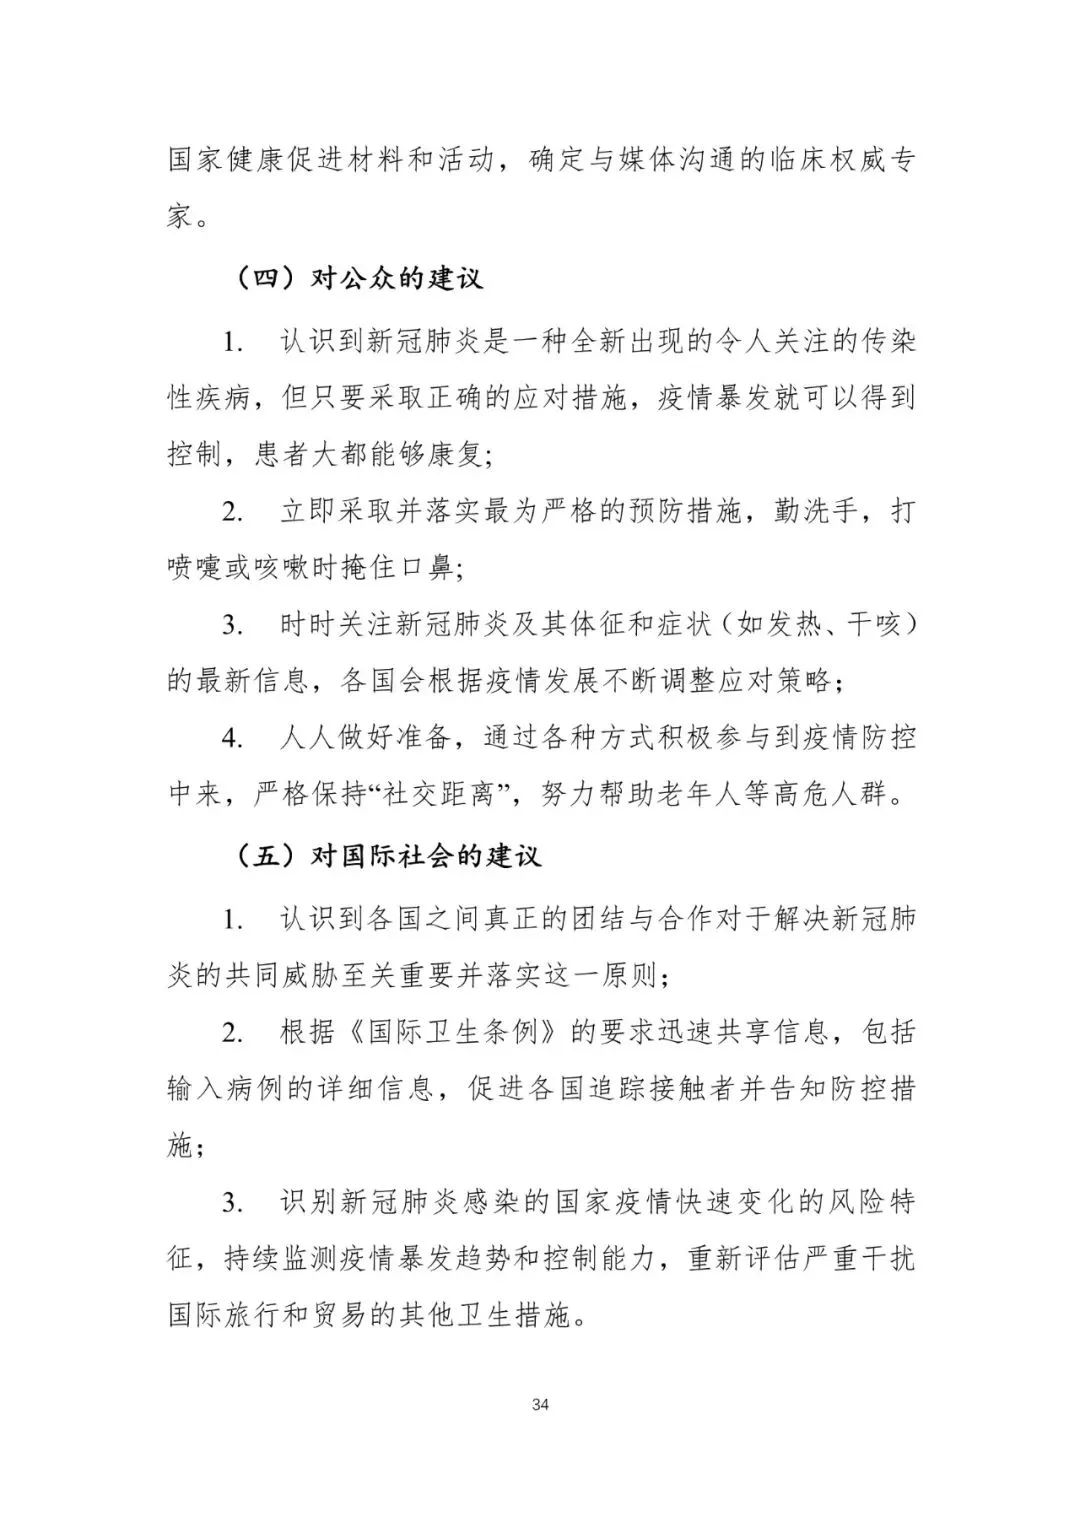 国家健康促进材料和活动，确定与媒体沟通的临床权威专
家。
（四）对公众的建议
1. 认识到新冠肺炎是一种全新出现的令人关注的传染
性疾病，但只要采取正确的应对措施，疫情暴发就可以得到
控制，患者大都能够康复；
2. 立即采取并落实最为严格的预防措施，勤洗手，打
喷嚏或咳嗽时掩住口鼻；
3. 时时关注新冠肺炎及其体征和症状（如发热、干咳）
的最新信息，各国会根据疫情发展不断调整应对策略；
4. 人人做好准备，通过各种方式积极参与到疫情防控
中来，严格保持“社交距离”，努力帮助老年人等高危人群。
（五）对国际社会的建议
1. 认识到各国之间真正的团结与合作对于解决新冠肺
炎的共同威胁至关重要并落实这一原则；
2. 根据《国际卫生条例》的要求迅速共享信息，包括
输入病例的详细信息，促进各国追踪接触者并告知防控措
施；
3. 识别新冠肺炎感染的国家疫情快速变化的风险特
征，持续监测疫情暴发趋势和控制能力，重新评估严重干扰
国际旅行和贸易的其他卫生措施。
34